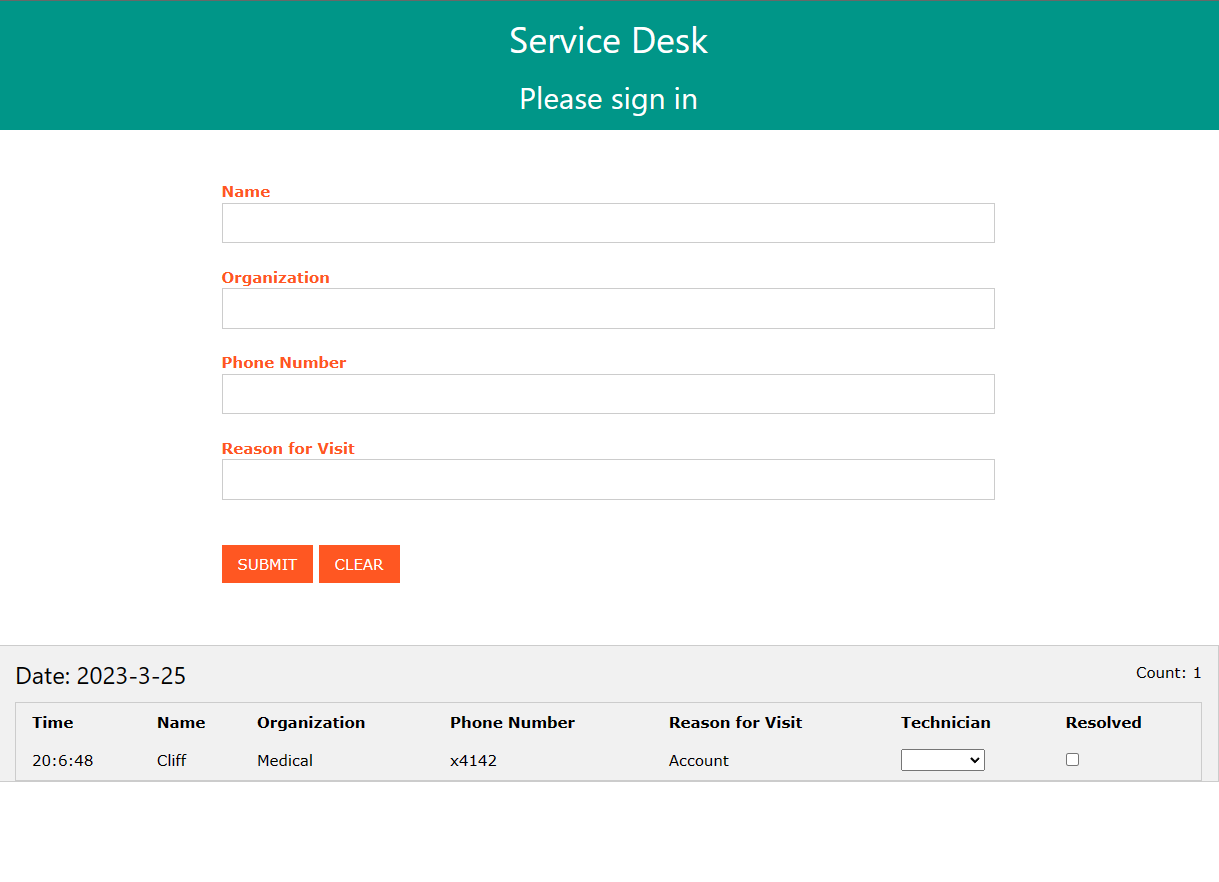 Service Desk
Please sign in
Name
Organization
Phone Number
Reason for Visit
SUBMIT CLEAR
Date: 2023-3-25 Count: 1
Time Name Organization Phone Number Reason for Visit Technician Resolved
20:6:48 Cliff Medical x4142 Account